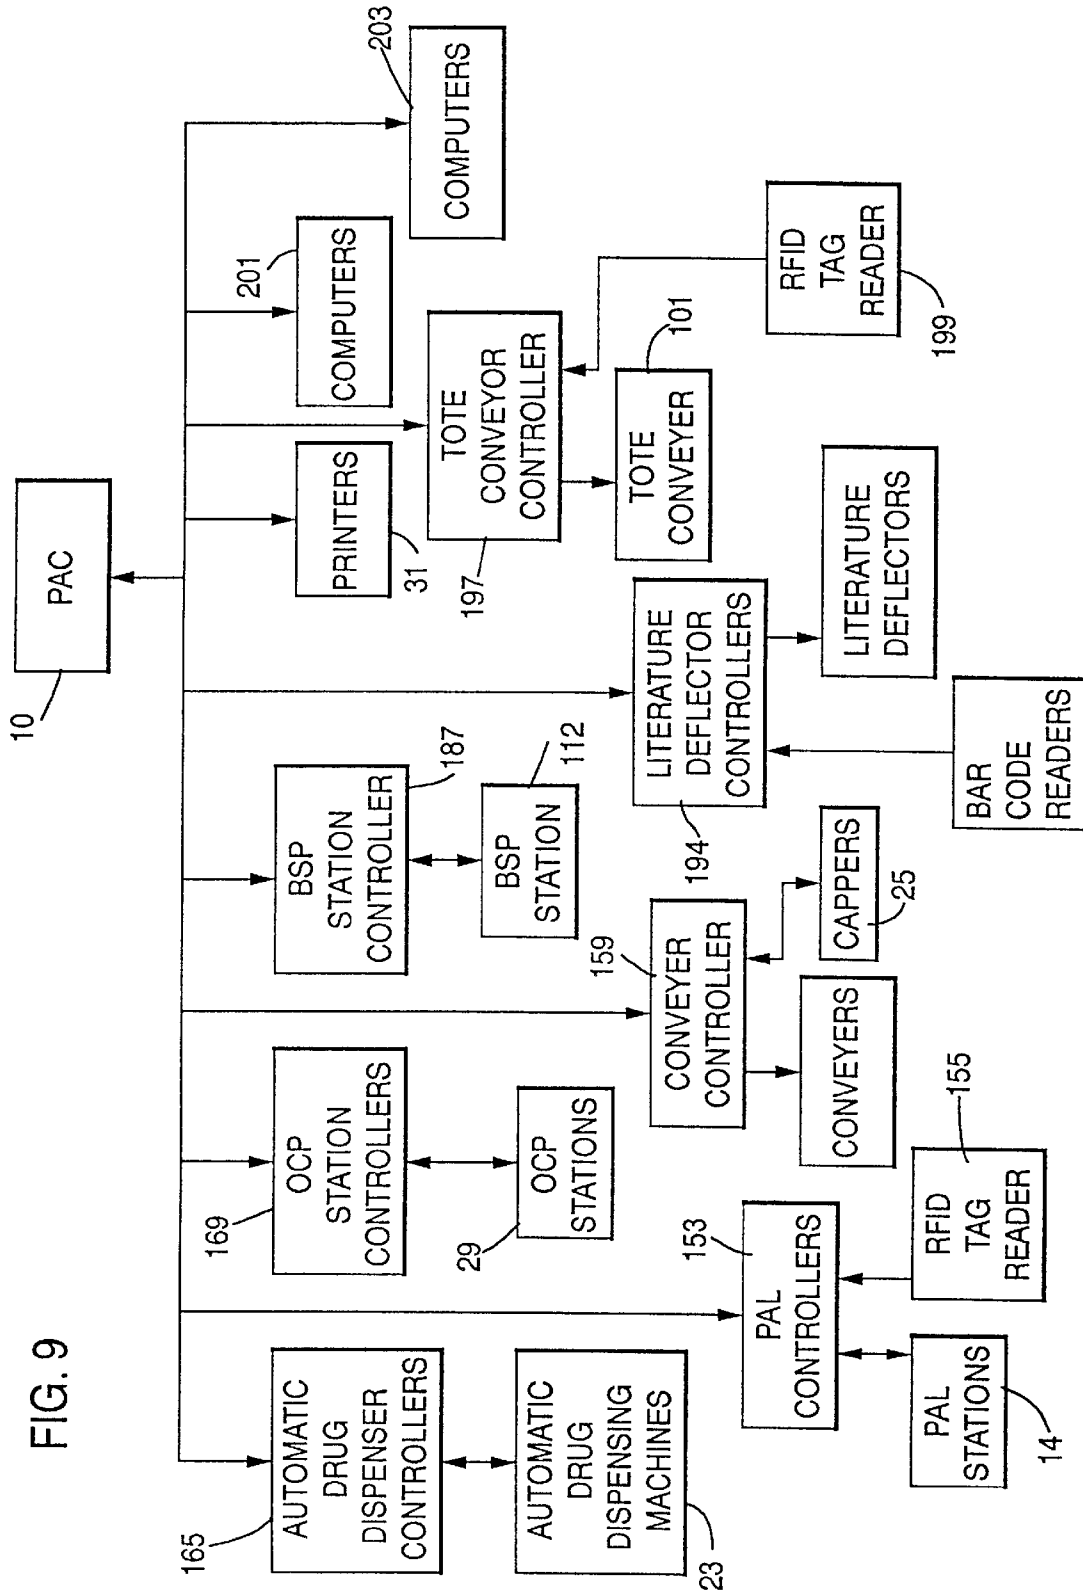 FIG. 9
10
PAC
165
AUTOMATIC
DRUG
DISPENSER
CONTROLLERS
AUTOMATIC
DRUG
DISPENSING
MACHINES
23
PAL
CONTROLLERS
153
PAL
STATIONS
14
RFID
TAG
READER
155
169
OCP
STATION
CONTROLLERS
OCP
STATIONS
29
CONVEYER
CONTROLLER
159
CONVEYERS
CAPPERS
25
BSP
STATION
CONTROLLER
187
BSP
STATION
112
LITERATURE
DEFLECTOR
CONTROLLERS
194
BAR
CODE
READERS
LITERATURE
DEFLECTORS
PRINTERS
31
TOTE
CONVEYOR
CONTROLLER
197
TOTE
CONVEYER
101
RFID
TAG
READER
199
COMPUTERS
201
COMPUTERS
203